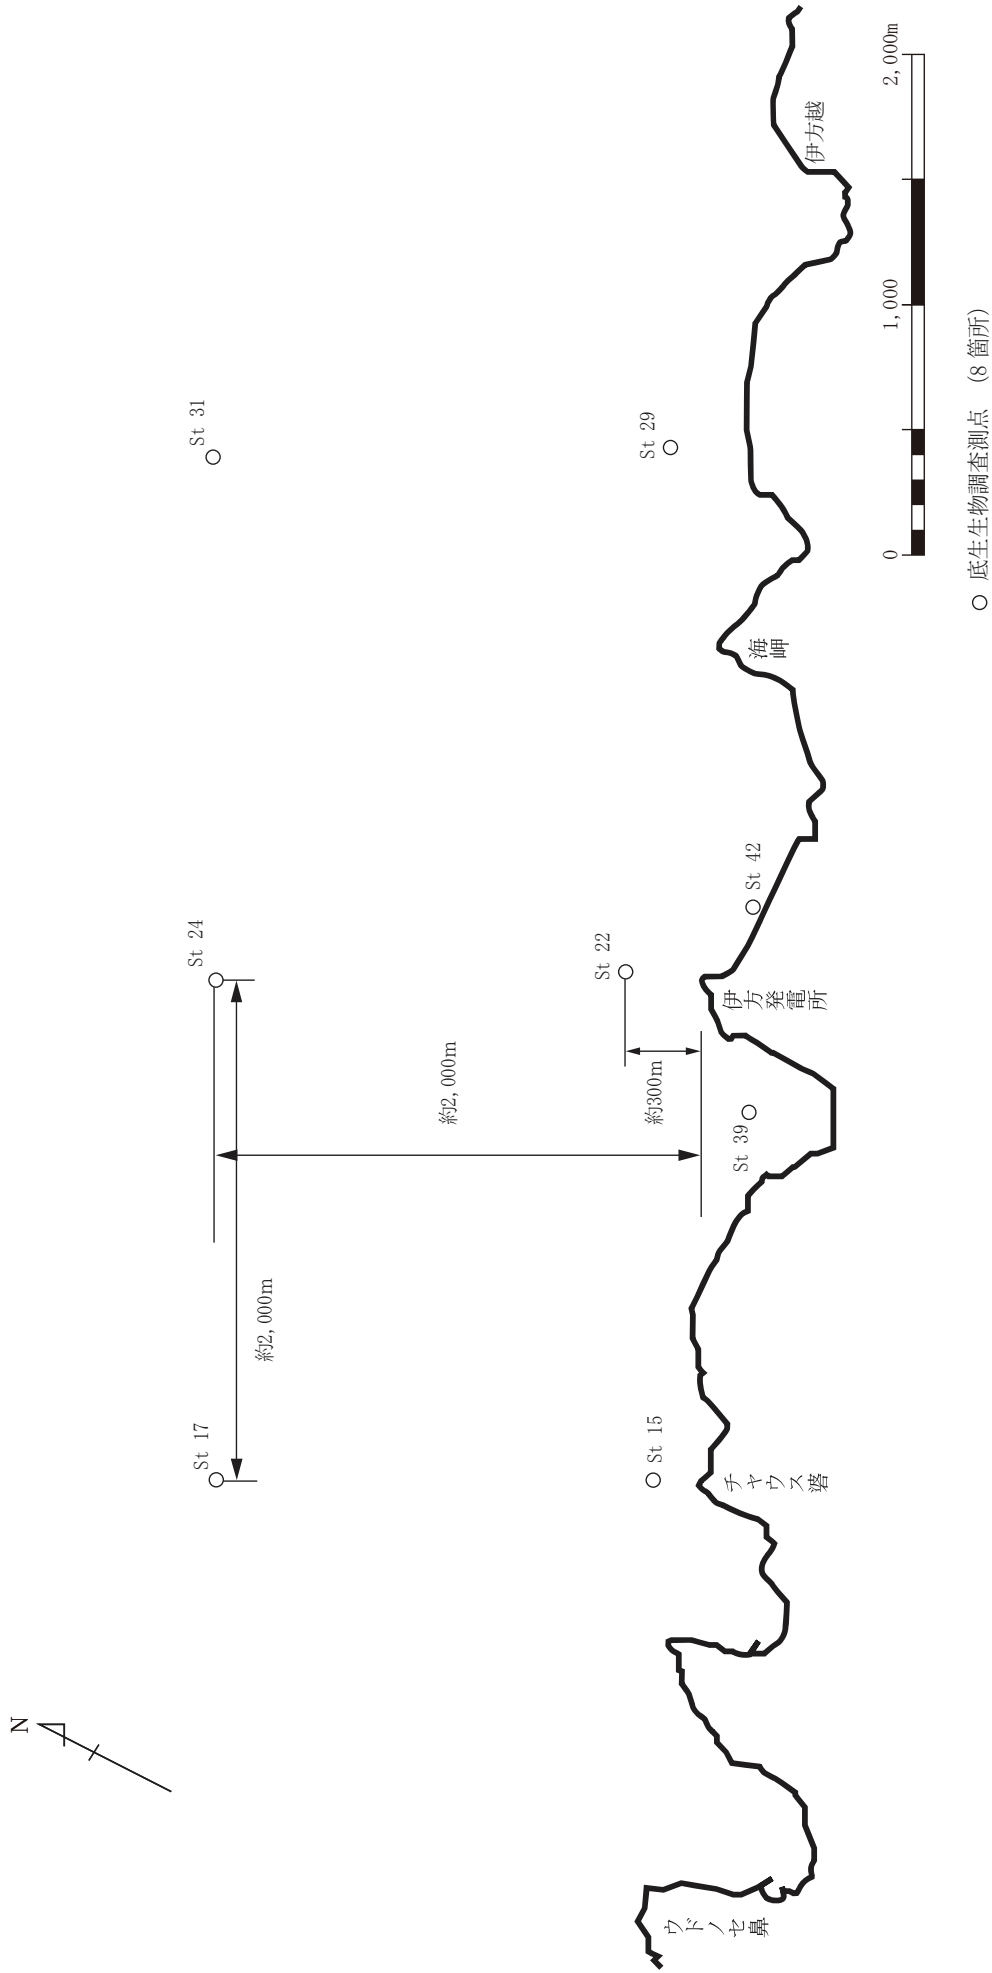 N
St 17
St 24
St 31
約2,000m
約2,000m
St 15
St 22
St 29
約300m
St 39
St 42
ウドノセ鼻
チャウス碆
伊方発電所
海岬
伊方越
0
1,000
2,000m
○ 底生生物調査測点 (8 箇所)